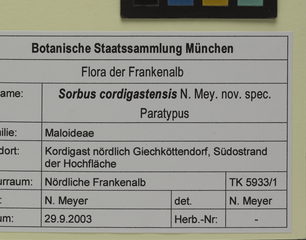 Botanische Staatssammlung München
Flora der Frankenalb
ame: Sorbus cordigastensis N. Mey. nov. spec.
Paratypus
ilie: Maloideae
dort: Kordigast nördlich Giechköttendorf, Südostrand
der Hochfläche
urraum: Nördliche Frankenalb TK 5933/1
N. Meyer det. N. Meyer
um: 29.9.2003 Herb.-Nr: -